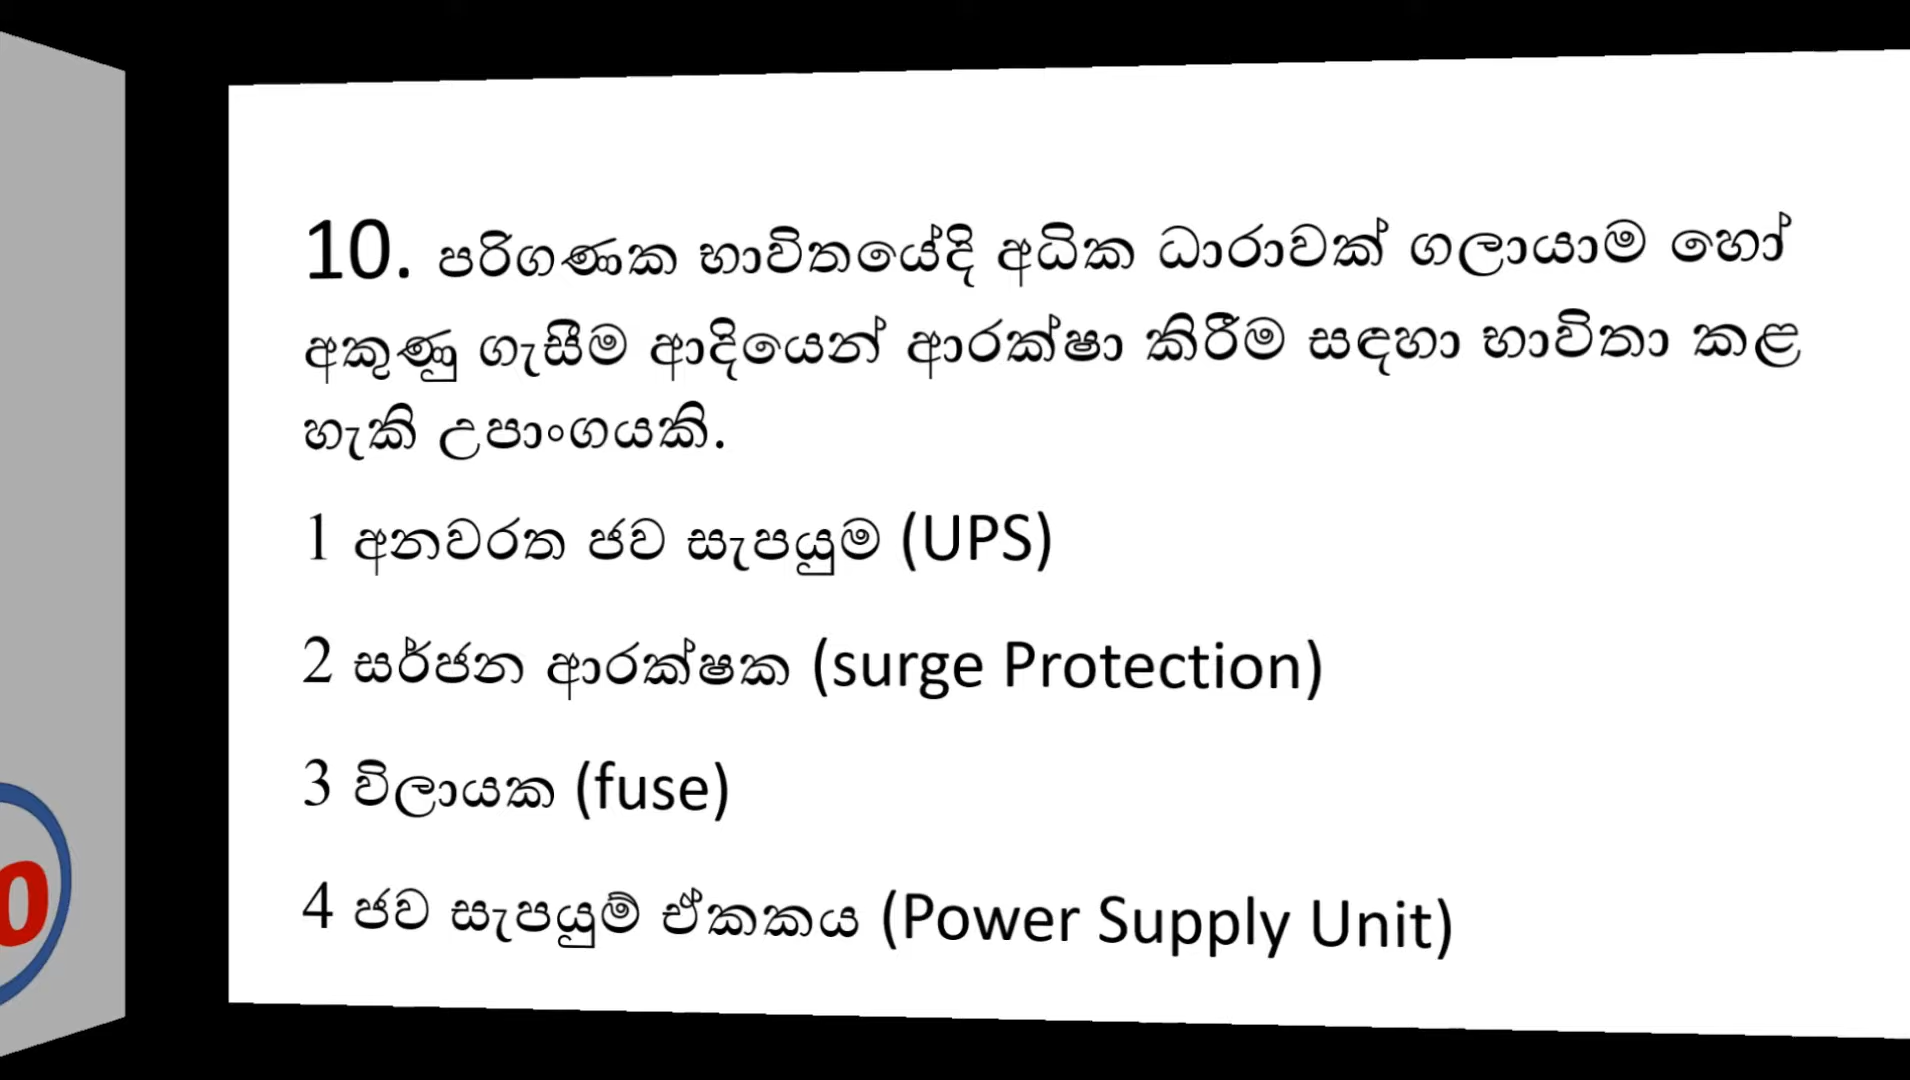 10. පරිගණක භාවිතයේදි අධික ධාරාවක් ගලායාම හෝ
අකුණු ගැසීම ආදියෙන් ආරක්ෂා කිරීම සඳහා භාවිතා කළ
හැකි උපාංගයකි.
1 අනවරත ජව සැපයුම (UPS)
2 සර්ජන ආරක්ෂක (surge Protection)
3 විලායක (fuse)
4 ජව සැපයුම් ඒකකය (Power Supply Unit)
0